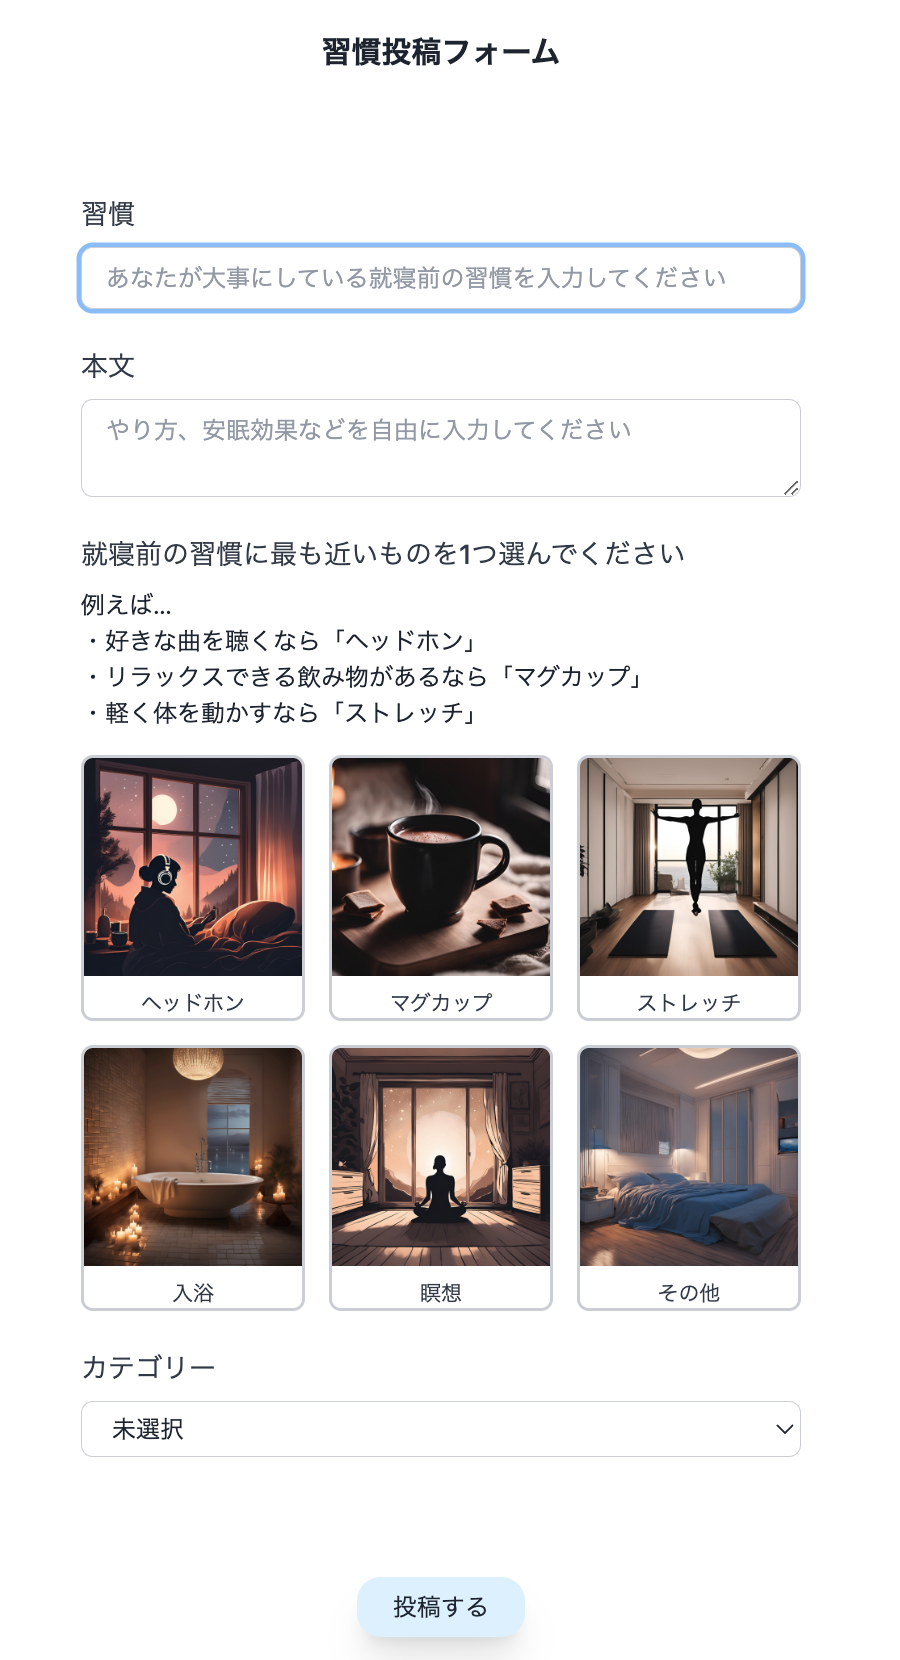 習慣投稿フォーム
習慣
あなたが大事にしている就寝前の習慣を入力してください
本文
やり方、安眠効果などを自由に入力してください
就寝前の習慣に最も近いものを1つ選んでください
例えば...
・好きな曲を聴くなら「ヘッドホン」
・リラックスできる飲み物があるなら「マグカップ」
・軽く体を動かすなら「ストレッチ」
ヘッドホン
マグカップ
ストレッチ
入浴
瞑想
その他
カテゴリー
未選択
投稿する